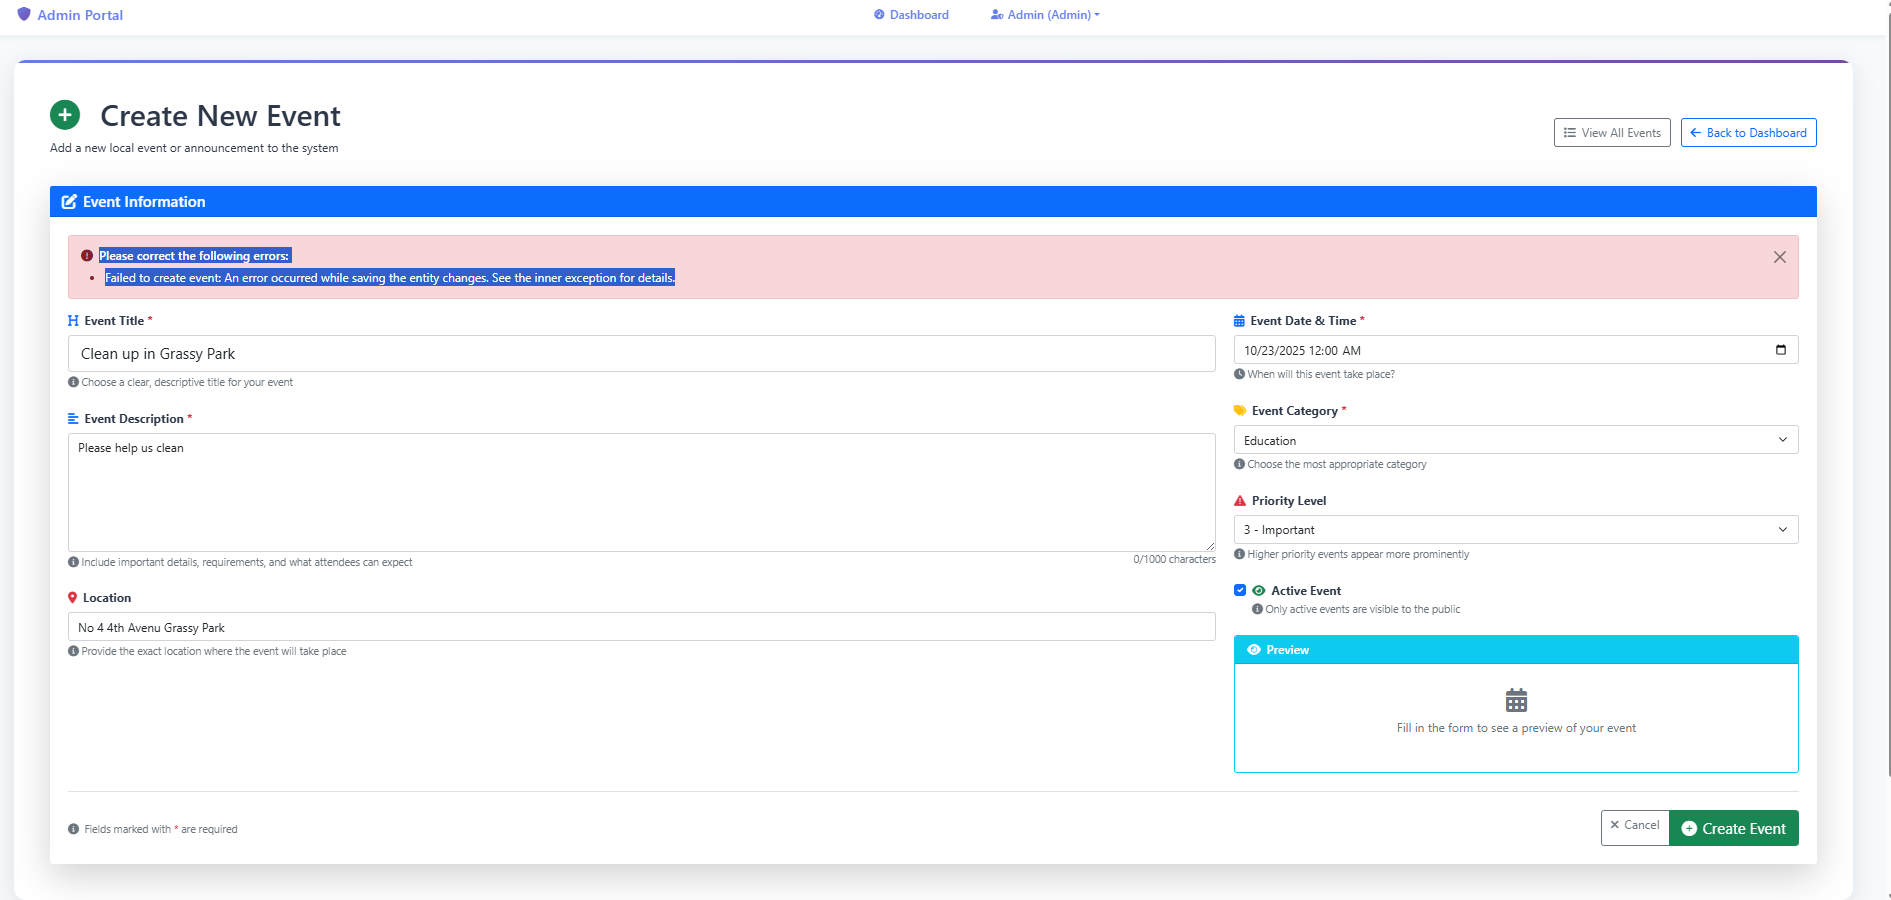 Admin Portal
Dashboard
Admin (Admin)
Create New Event
Add a new local event or announcement to the system
View All Events
Back to Dashboard
Event Information
Please correct the following errors:
Failed to create event: An error occurred while saving the entity changes. See the inner exception for details.
Event Title *
Clean up in Grassy Park
Choose a clear, descriptive title for your event
Event Description *
Please help us clean
Include important details, requirements, and what attendees can expect
0/1000 characters
Location
No 4 4th Avenu Grassy Park
Provide the exact location where the event will take place
Event Date & Time *
10/23/2025 12:00 AM
When will this event take place?
Event Category *
Education
Choose the most appropriate category
Priority Level
3 - Important
Higher priority events appear more prominently
Active Event
Only active events are visible to the public
Preview
Fill in the form to see a preview of your event
Fields marked with * are required
Cancel
Create Event